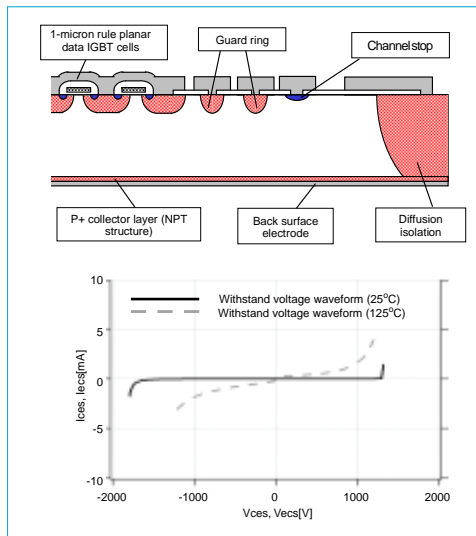 1-micron rule planar
data IGBT cells
Guard ring
Channel stop
P+ collector layer (NPT
structure)
Back surface
electrode
Diffusion
isolation
Withstand voltage waveform (25°C)
Withstand voltage waveform (125°C)
Ices, Iecs[mA]
10
5
0
-5
-10
-2000
-1000
0
1000
2000
Vces, Vecs[V]